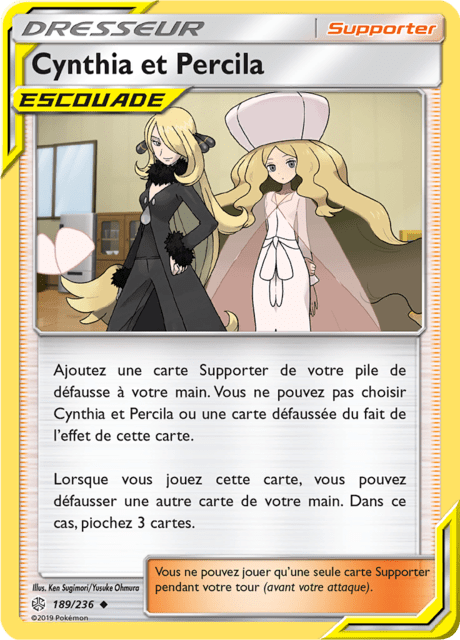 DRESSEUR
Supporter
Cynthia et Percila
ESCOUADE
Ajoutez une carte Supporter de votre pile de
défausse à votre main. Vous ne pouvez pas choisir
Cynthia et Percila ou une carte défaussée du fait de
l'effet de cette carte.
Lorsque vous jouez cette carte, vous pouvez
défausser une autre carte de votre main. Dans ce
cas, piochez 3 cartes.
Vous ne pouvez jouer qu'une seule carte Supporter
pendant votre tour (avant votre attaque).
Illus. Ken Sugimori/Yusuke Ohmura
189/236
©2019 Pokémon